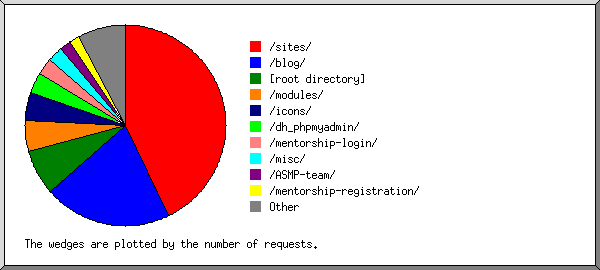 /sites/
/blog/
[root directory]
/modules/
/icons/
/dh_phpmyadmin/
/mentorship-login/
/misc/
/ASMP-team/
/mentorship-registration/
Other
The wedges are plotted by the number of requests.